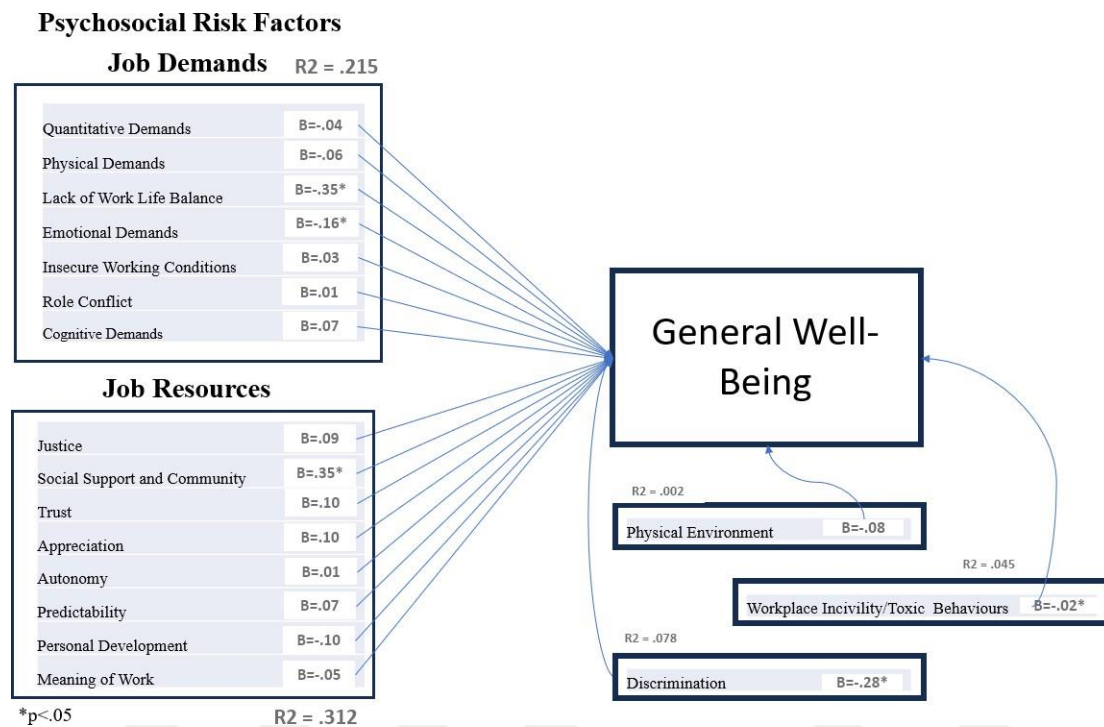 Psychosocial Risk Factors
Job Demands R2 = .215
Quantitative Demands B=-.04
Physical Demands B=-.06
Lack of Work Life Balance B=-.35*
Emotional Demands B=-.16*
Insecure Working Conditions B=.03
Role Conflict B=.01
Cognitive Demands B=.07
Job Resources
Justice B=.09
Social Support and Community B=.35*
Trust B=.10
Appreciation B=.10
Autonomy B=.01
Predictability B=.07
Personal Development B=-.10
Meaning of Work B=-.05
*p<.05 R2 = .312
General Well-
Being
R2 = .002
Physical Environment B=-.08
R2 = .045
Workplace Incivility/Toxic Behaviours B=-.02*
R2 = .078
Discrimination B=-.28*